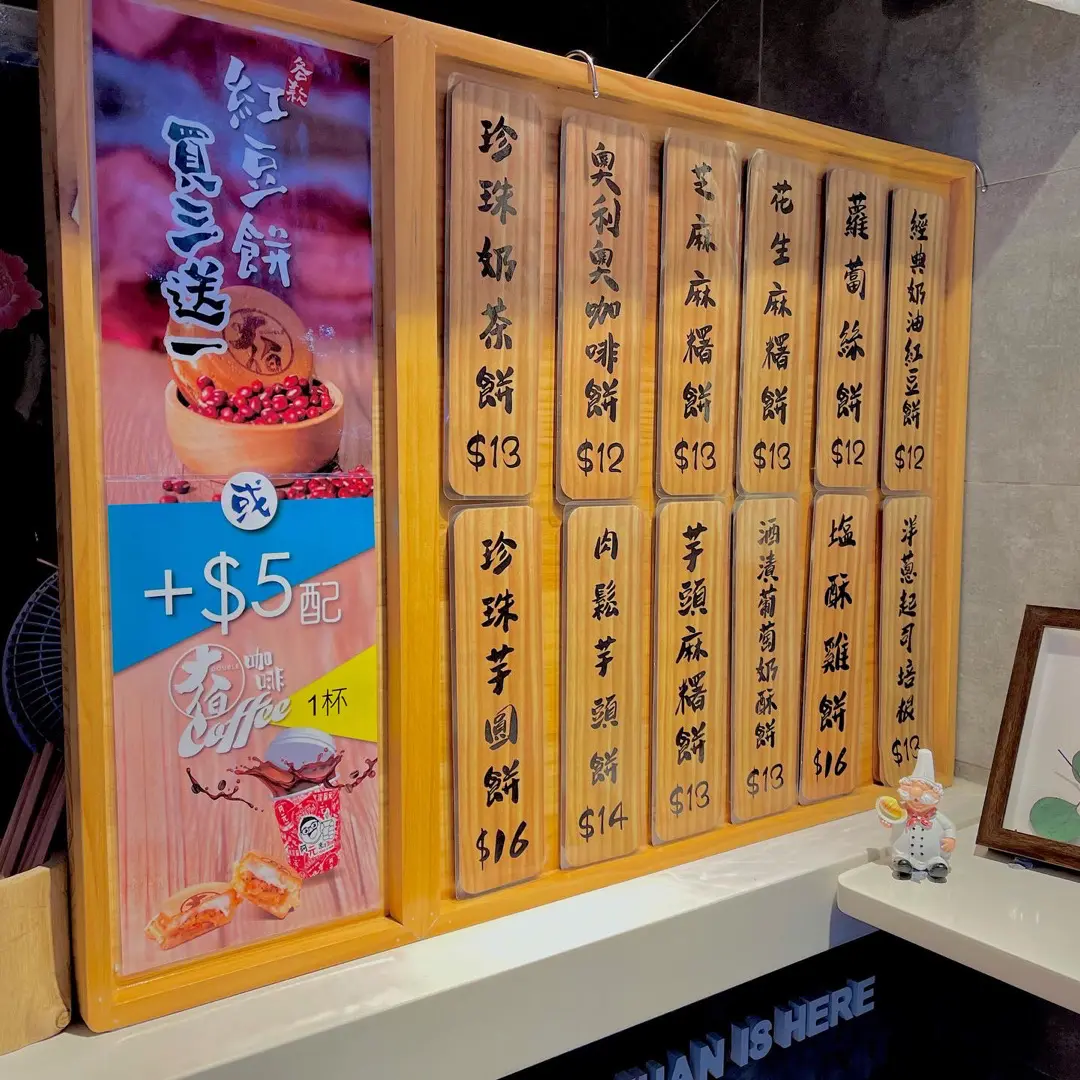 各款
紅豆餅
買三送一
或
+$5配
大伯
咖啡
Coffee
1杯
珍珠奶茶餅 $13
奧利奧咖啡餅 $12
芝麻麻糬餅 $13
花生麻糬餅 $13
蘿蔔絲餅 $12
經典奶油紅豆餅 $12
珍珠芋圓餅 $16
肉鬆芋頭餅 $14
芋頭麻糬餅 $13
酒漬葡萄奶酥餅 $13
塩酥雞餅 $16
洋蔥起司培根 $13
IS HERE